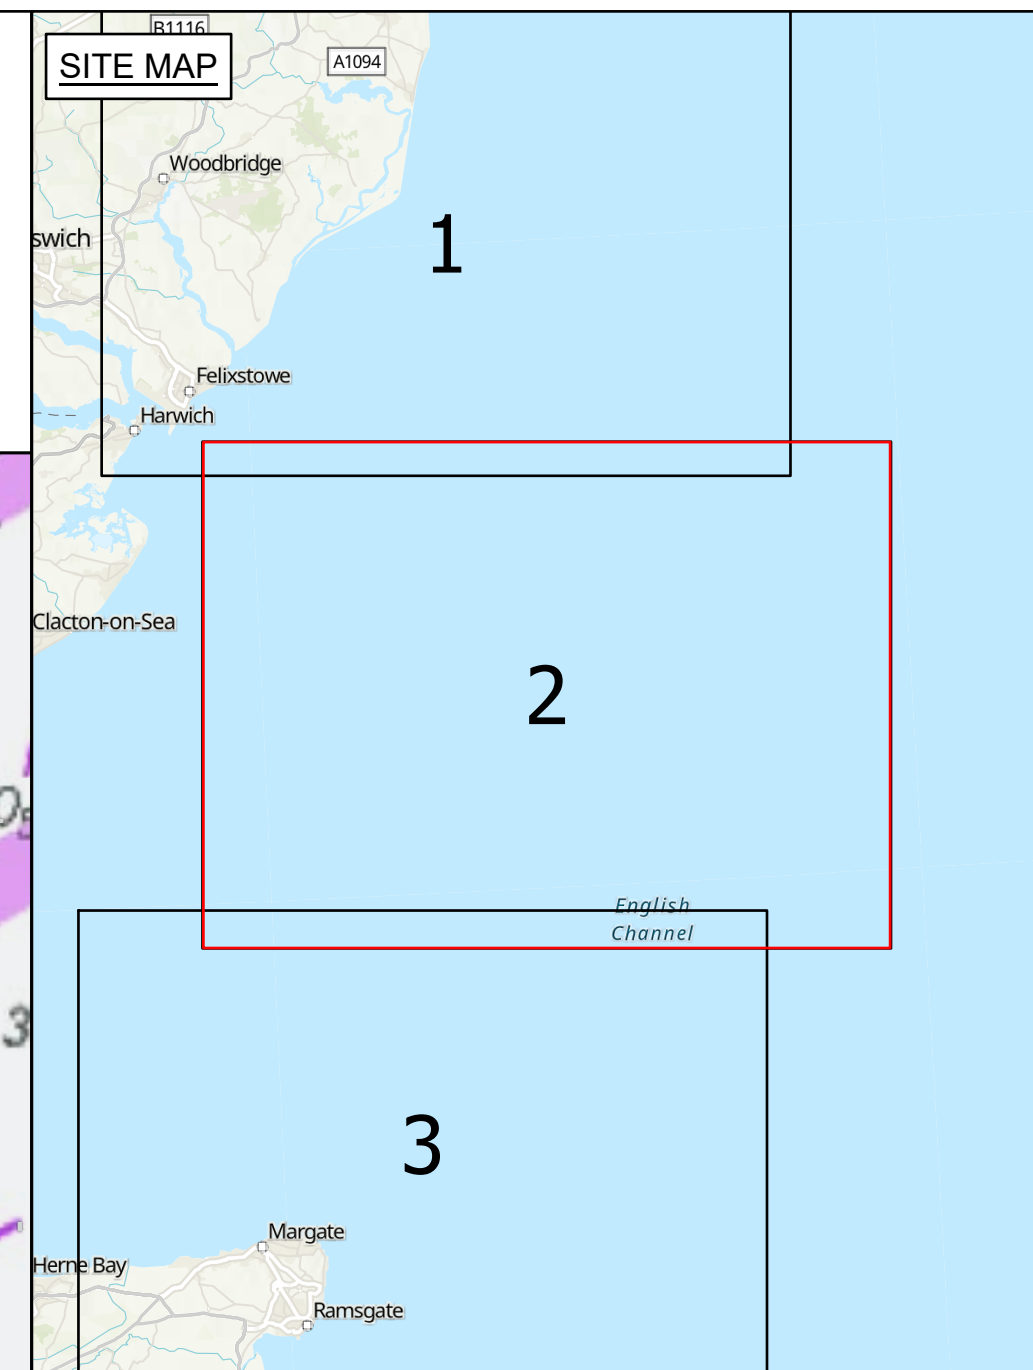 B1116
SITE MAP
A1094
Woodbridge
1
swich
Felixstowe
Harwich
Clacton-on-Sea
2
English
Channel
3
3
Margate
Herne Bay
Ramsgate